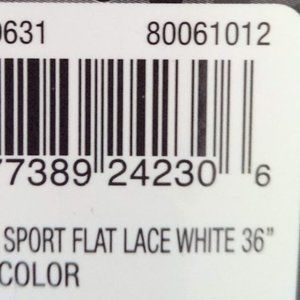 0631 80061012
77389 24230 6
SPORT FLAT LACE WHITE 36”
COLOR